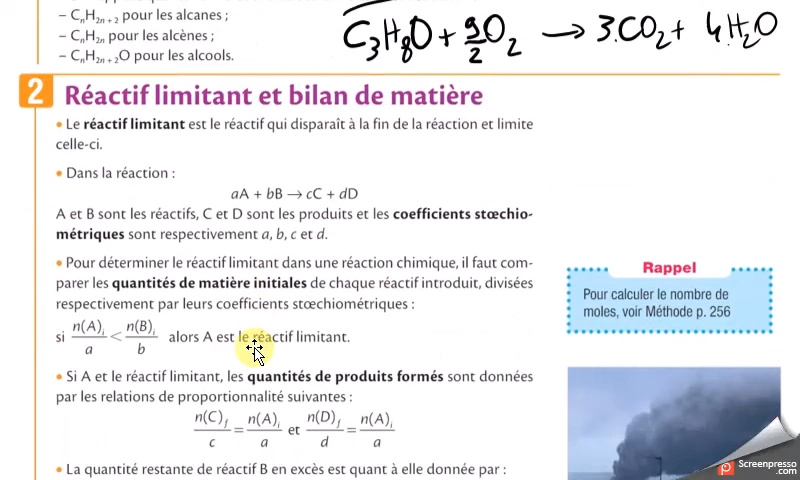 – CnH2n + 2 pour les alcanes ;
– CnH2n pour les alcènes ;
– CnH2n + 2O pour les alcools.
C3H8O + 9/2 O2 → 3.CO2 + 4.H2O
2 Réactif limitant et bilan de matière
• Le réactif limitant est le réactif qui disparaît à la fin de la réaction et limite
celle-ci.
• Dans la réaction :
aA + bB → cC + dD
A et B sont les réactifs, C et D sont les produits et les coefficients stœchio-
métriques sont respectivement a, b, c et d.
• Pour déterminer le réactif limitant dans une réaction chimique, il faut com-
parer les quantités de matière initiales de chaque réactif introduit, divisées
respectivement par leurs coefficients stœchiométriques :
si n(A)i/a < n(B)i/b alors A est le réactif limitant.
• Si A et le réactif limitant, les quantités de produits formés sont données
par les relations de proportionnalité suivantes :
n(C)f/c = n(A)i/a et n(D)f/d = n(A)i/a
• La quantité restante de réactif B en excès est quant à elle donnée par :
Rappel
Pour calculer le nombre de
moles, voir Méthode p. 256
Screenpresso
.com